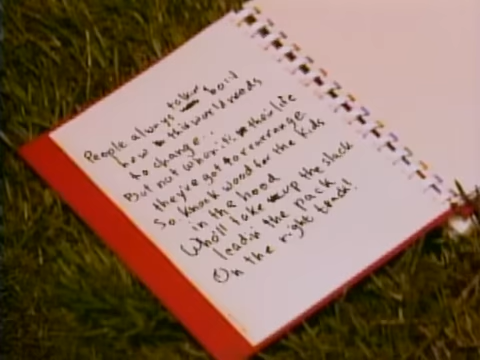 People always talkin bout
how this world needs
to change..
But not when it's their life
they've got to rearrange
So knock wood for the kids
in the hood
Who'll take up the slack
leadin the pack
On the right track!